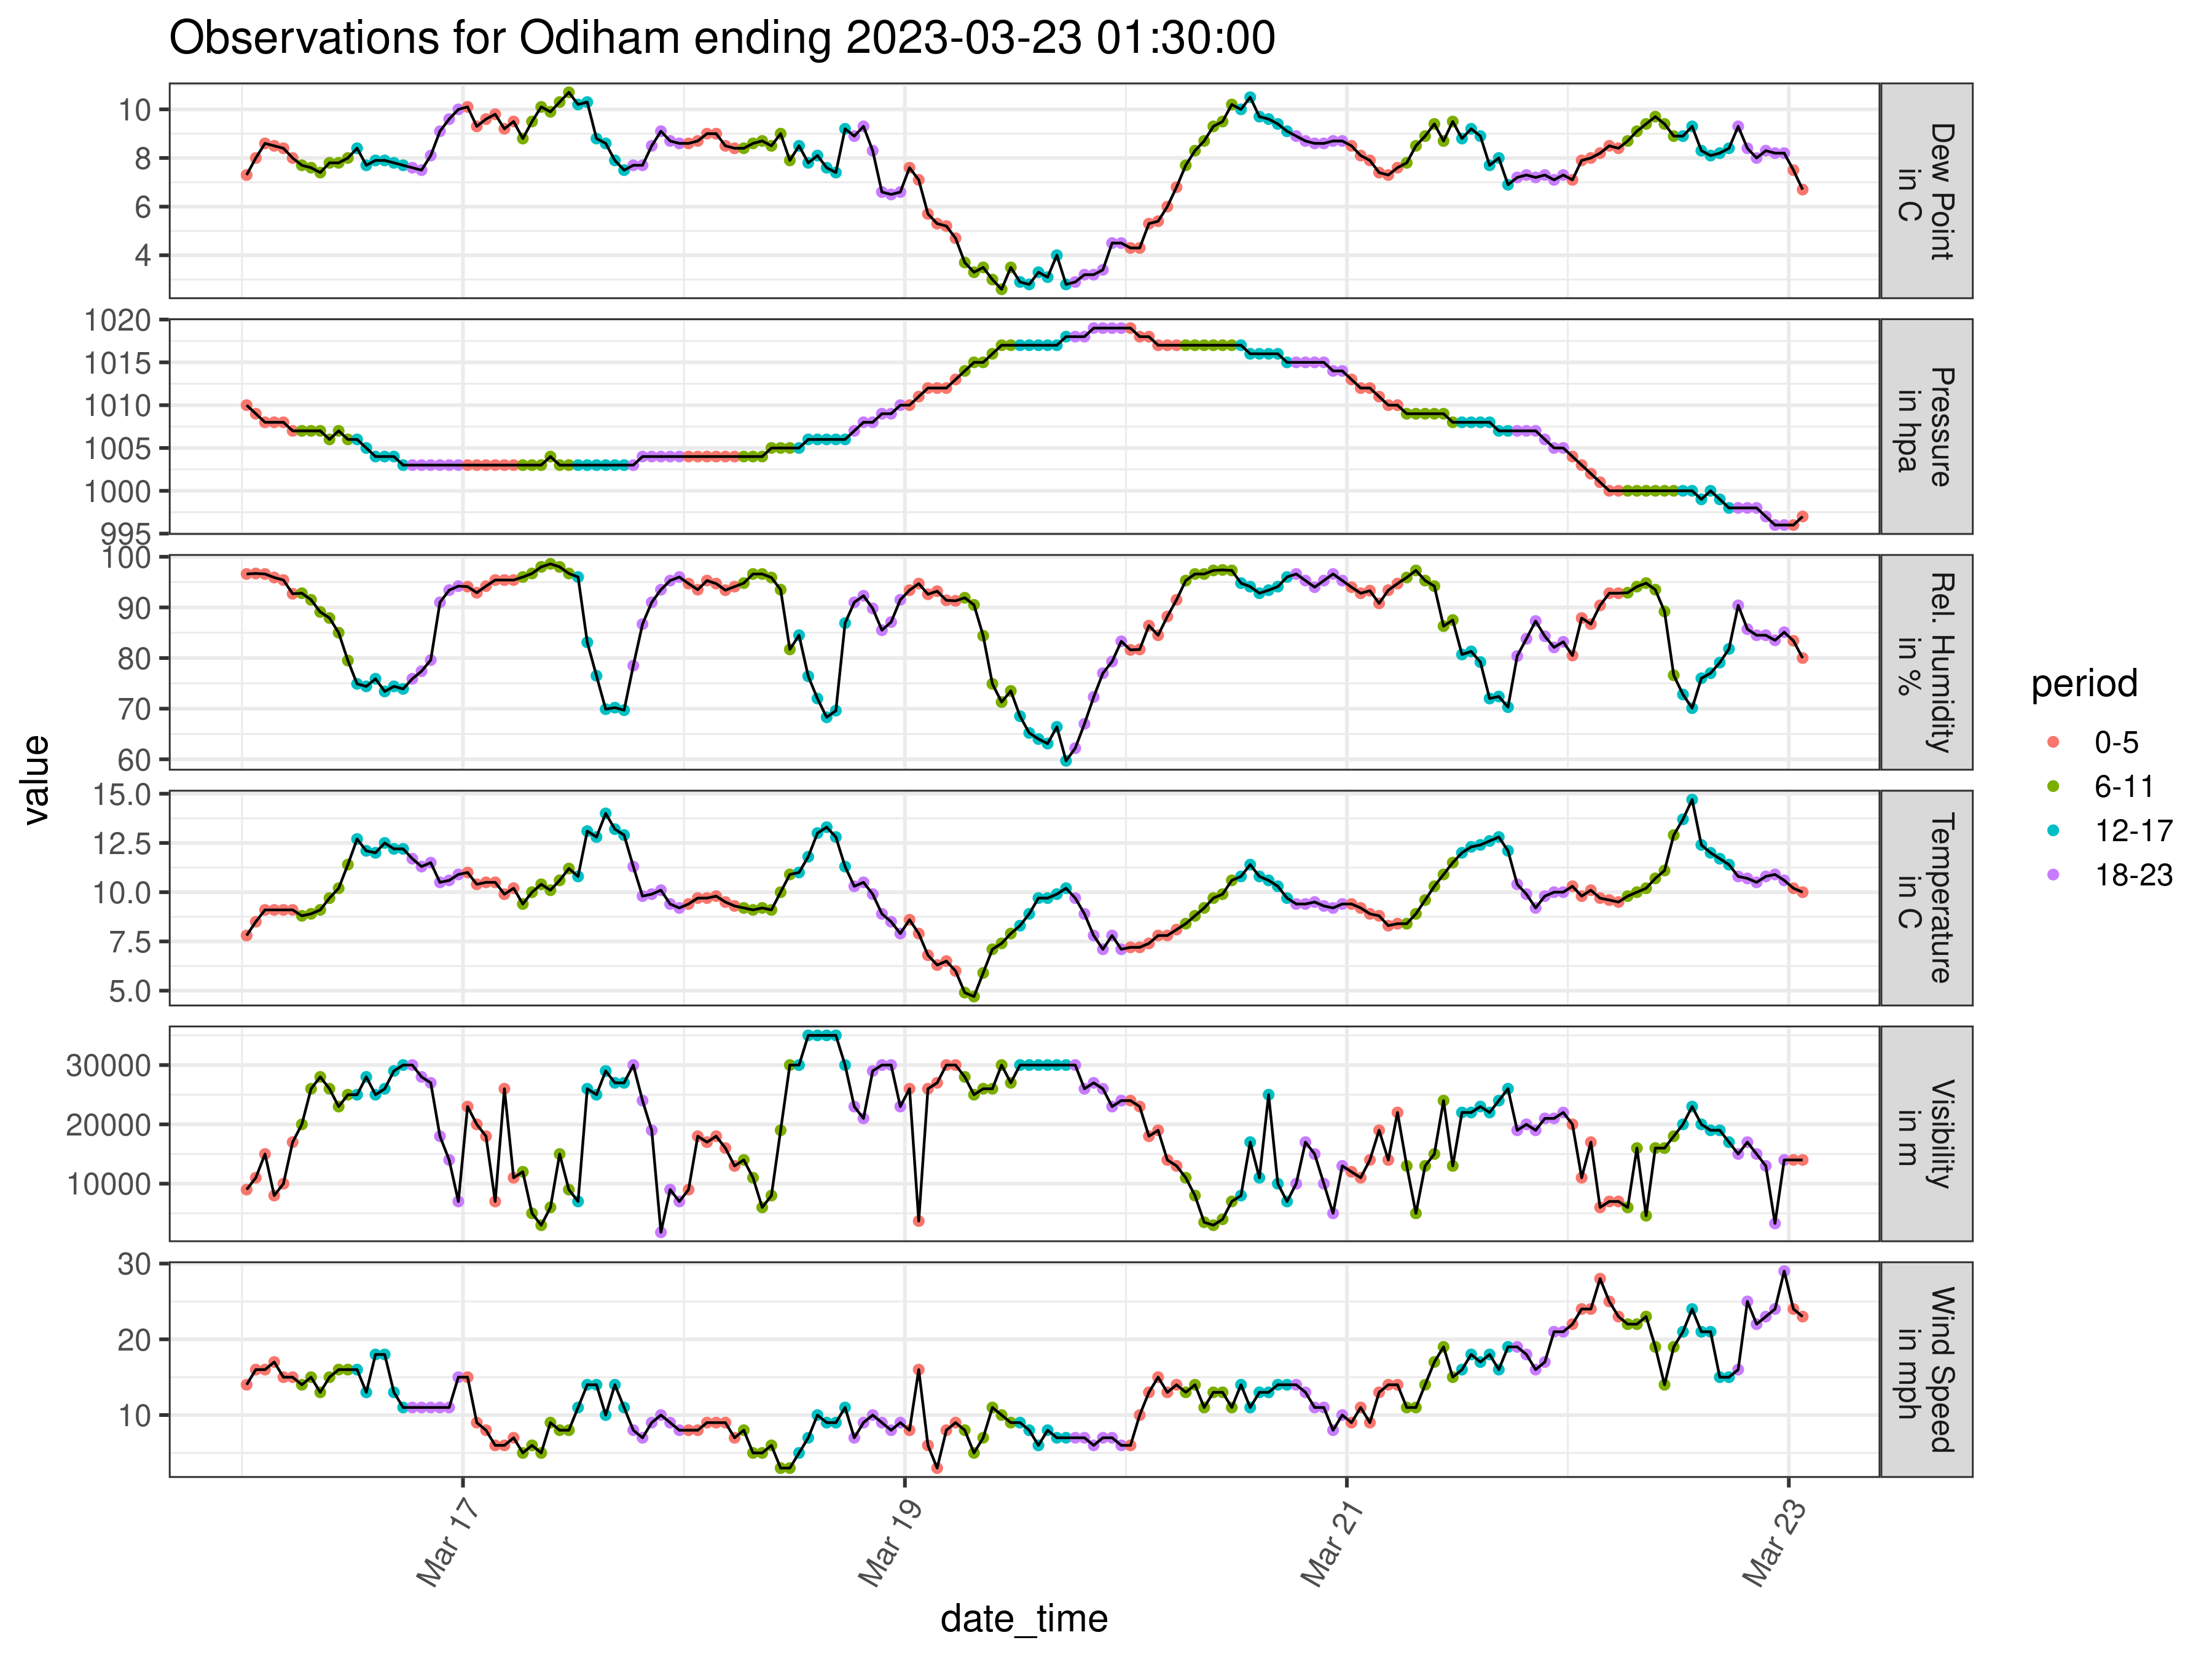 Observations for Odiham ending 2023-03-23 01:30:00
value
10
8
6
4
Dew Point
in C
1020
1015
1010
1005
1000
995
Pressure
in hpa
100
90
80
70
60
Rel. Humidity
in %
15.0
12.5
10.0
7.5
5.0
Temperature
in C
30000
20000
10000
Visibility
in m
30
20
10
Wind Speed
in mph
Mar 17
Mar 19
Mar 21
Mar 23
date_time
period
0-5
6-11
12-17
18-23